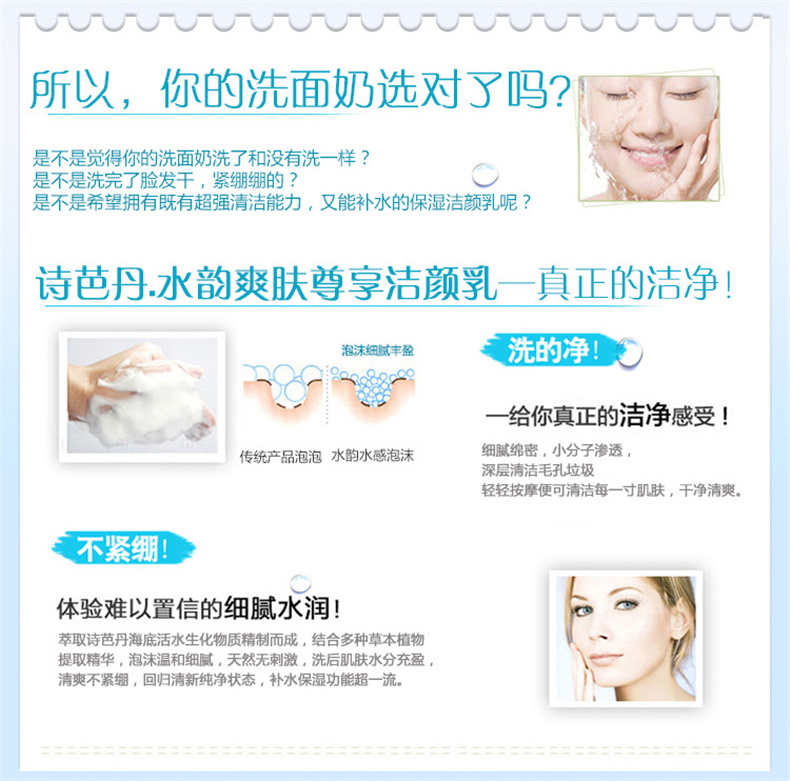 所以，你的洗面奶选对了吗?
是不是觉得你的洗面奶洗了和没有洗一样？
是不是洗完了脸发干，紧绷绷的？
是不是希望拥有既有超强清洁能力，又能补水的保湿洁颜乳呢？
诗芭丹.水韵爽肤尊享洁颜乳—真正的洁净!
泡沫细腻丰盈
传统产品泡泡 水韵水感泡沫
洗的净!
—给你真正的洁净感受！
细腻绵密，小分子渗透，
深层清洁毛孔垃圾
轻轻按摩便可清洁每一寸肌肤，干净清爽。
不紧绷!
体验难以置信的细腻水润!
萃取诗芭丹海底活水生化物质精制而成，结合多种草本植物
提取精华，泡沫温和细腻，天然无刺激，洗后肌肤水分充盈，
清爽不紧绷，回归清新纯净状态，补水保湿功能超一流。